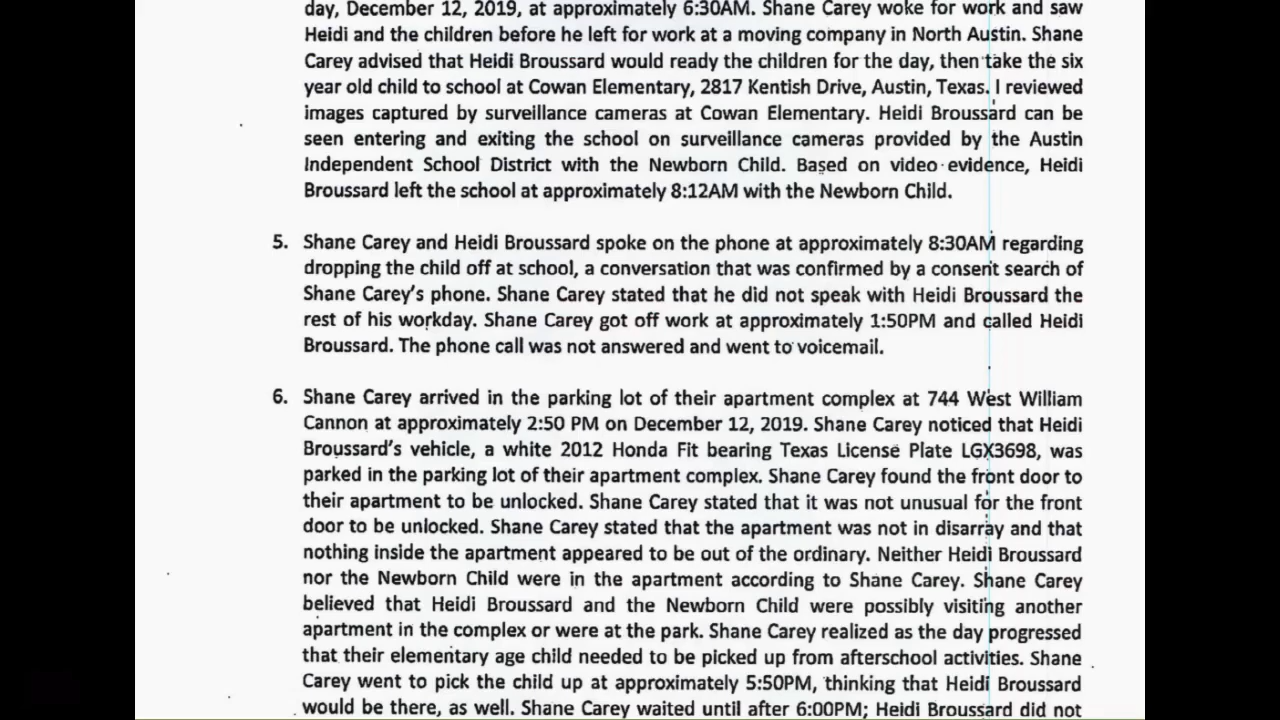 day, December 12, 2019, at approximately 6:30AM. Shane Carey woke for work and saw
Heidi and the children before he left for work at a moving company in North Austin. Shane
Carey advised that Heidi Broussard would ready the children for the day, then take the six
year old child to school at Cowan Elementary, 2817 Kentish Drive, Austin, Texas. I reviewed
images captured by surveillance cameras at Cowan Elementary. Heidi Broussard can be
seen entering and exiting the school on surveillance cameras provided by the Austin
Independent School District with the Newborn Child. Based on video evidence, Heidi
Broussard left the school at approximately 8:12AM with the Newborn Child.
5. Shane Carey and Heidi Broussard spoke on the phone at approximately 8:30AM regarding
dropping the child off at school, a conversation that was confirmed by a consent search of
Shane Carey's phone. Shane Carey stated that he did not speak with Heidi Broussard the
rest of his workday. Shane Carey got off work at approximately 1:50PM and called Heidi
Broussard. The phone call was not answered and went to voicemail.
6. Shane Carey arrived in the parking lot of their apartment complex at 744 West William
Cannon at approximately 2:50 PM on December 12, 2019. Shane Carey noticed that Heidi
Broussard's vehicle, a white 2012 Honda Fit bearing Texas License Plate LGX3698, was
parked in the parking lot of their apartment complex. Shane Carey found the front door to
their apartment to be unlocked. Shane Carey stated that it was not unusual for the front
door to be unlocked. Shane Carey stated that the apartment was not in disarray and that
nothing inside the apartment appeared to be out of the ordinary. Neither Heidi Broussard
nor the Newborn Child were in the apartment according to Shane Carey. Shane Carey
believed that Heidi Broussard and the Newborn Child were possibly visiting another
apartment in the complex or were at the park. Shane Carey realized as the day progressed
that their elementary age child needed to be picked up from afterschool activities. Shane
Carey went to pick the child up at approximately 5:50PM, thinking that Heidi Broussard
would be there, as well. Shane Carey waited until after 6:00PM; Heidi Broussard did not